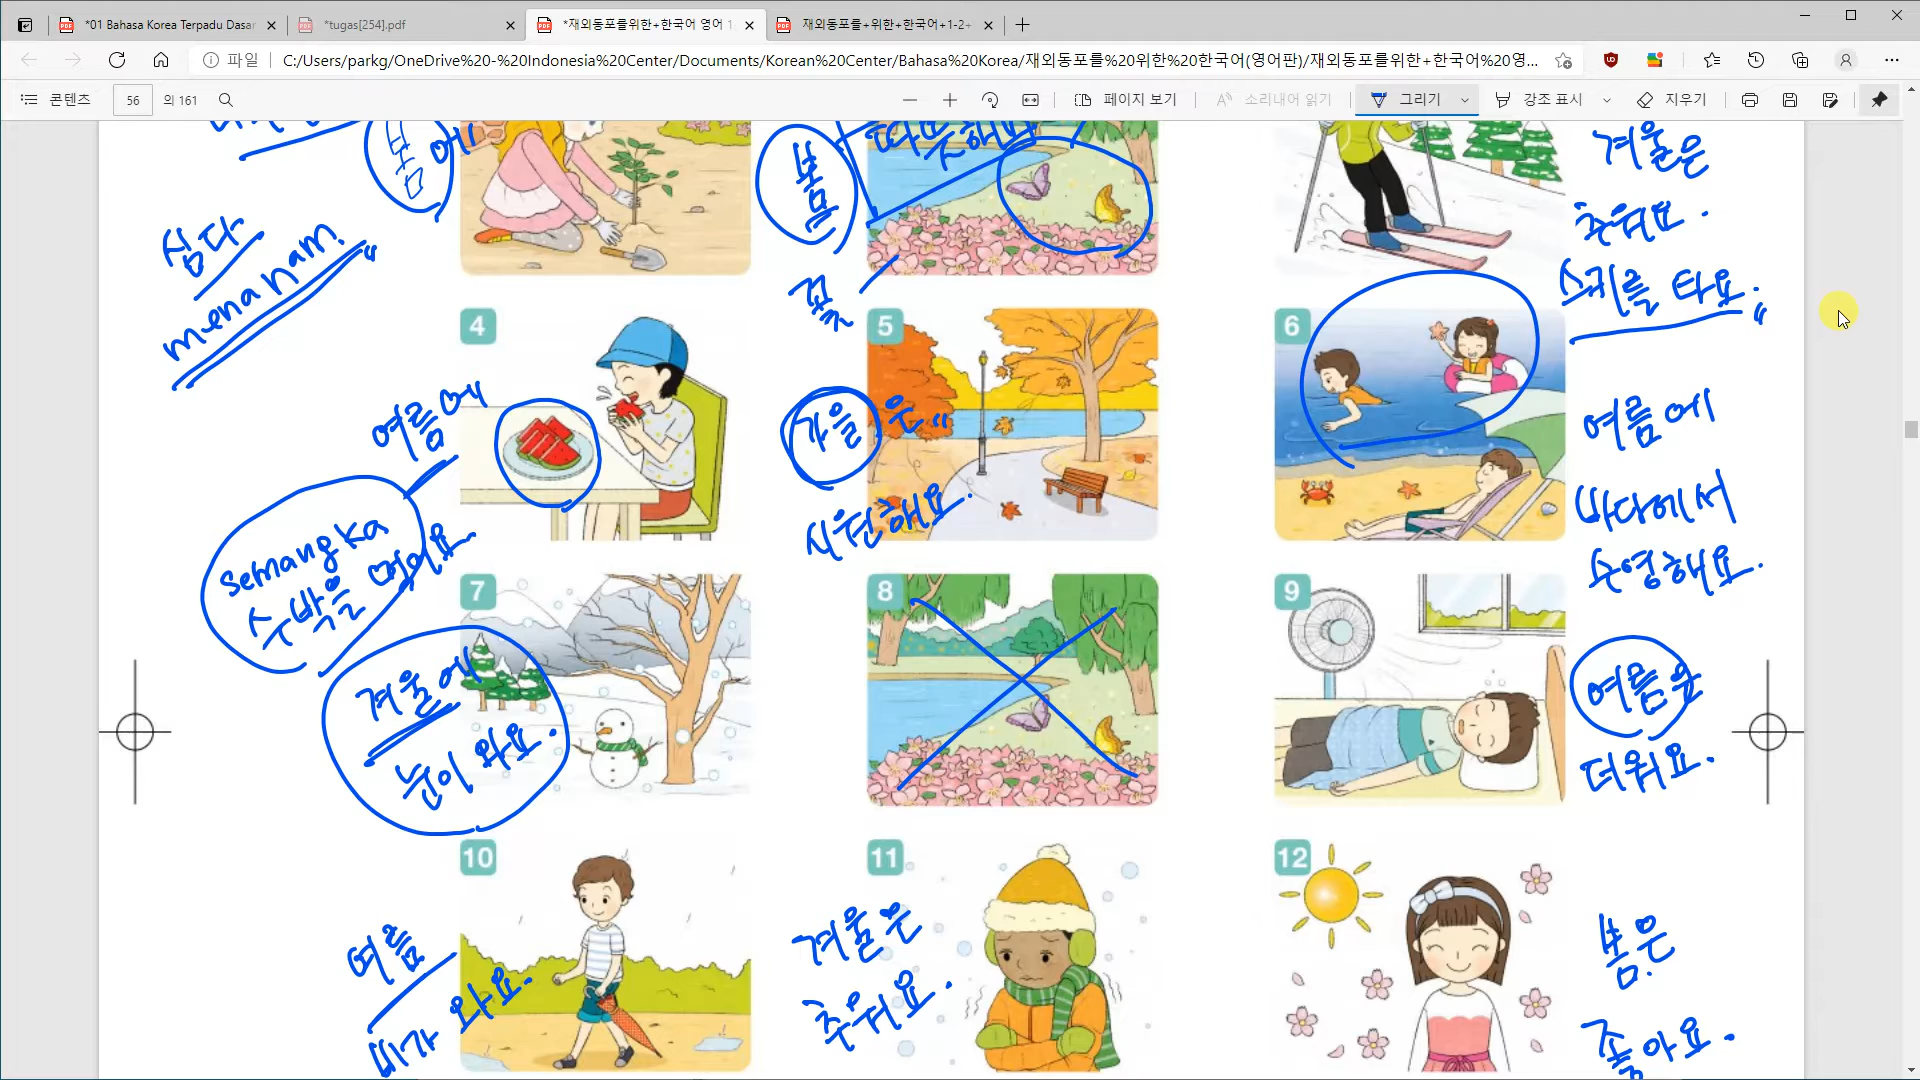 *01 Bahasa Korea Terpadu Dasar
*tugas[254].pdf
*재외동포를위한+한국어 영어 1
재외동포를+위한+한국어+1-2+
파일
C:/Users/parkg/OneDrive%20-%20Indonesia%20Center/Documents/Korean%20Center/Bahasa%20Korea/재외동포를%20위한%20한국어(영어판)/재외동포를위한+한국어%20영...
콘텐츠
56
의 161
페이지 보기
소리내어 읽기
그리기
강조 표시
지우기
봄에
심다
menanam
봄
따뜻해
꽃
겨울은
추워요.
스키를 타요.
4
여름에
semangka
수박을 먹어요
5
가을은
시원해요.
6
여름에
바다에서
수영해요.
7
겨울에
눈이 와요.
8
9
여름은
더워요.
10
여름
비가 와요.
11
겨울은
추워요.
12
봄은
좋아요.